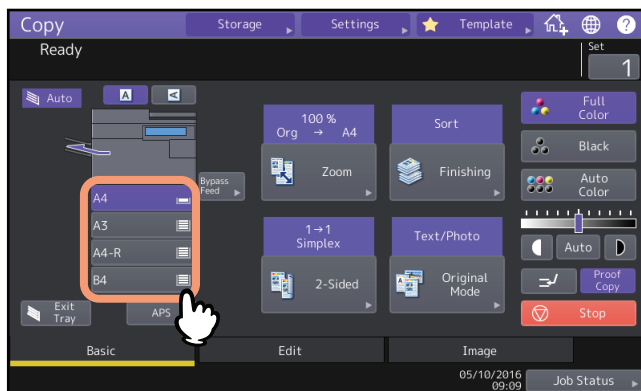 Copy
Storage
Settings
Template
?
Ready
Set
1
Auto
A
A
100 %
Org → A4
Zoom
Sort
Finishing
Full
Color
Black
Auto
Color
Bypass
Feed
A4
A3
A4-R
B4
1→1
Simplex
2-Sided
Text/Photo
Original
Mode
Auto
Proof
Copy
Exit
Tray
APS
Stop
Basic
Edit
Image
05/10/2016
09:09
Job Status